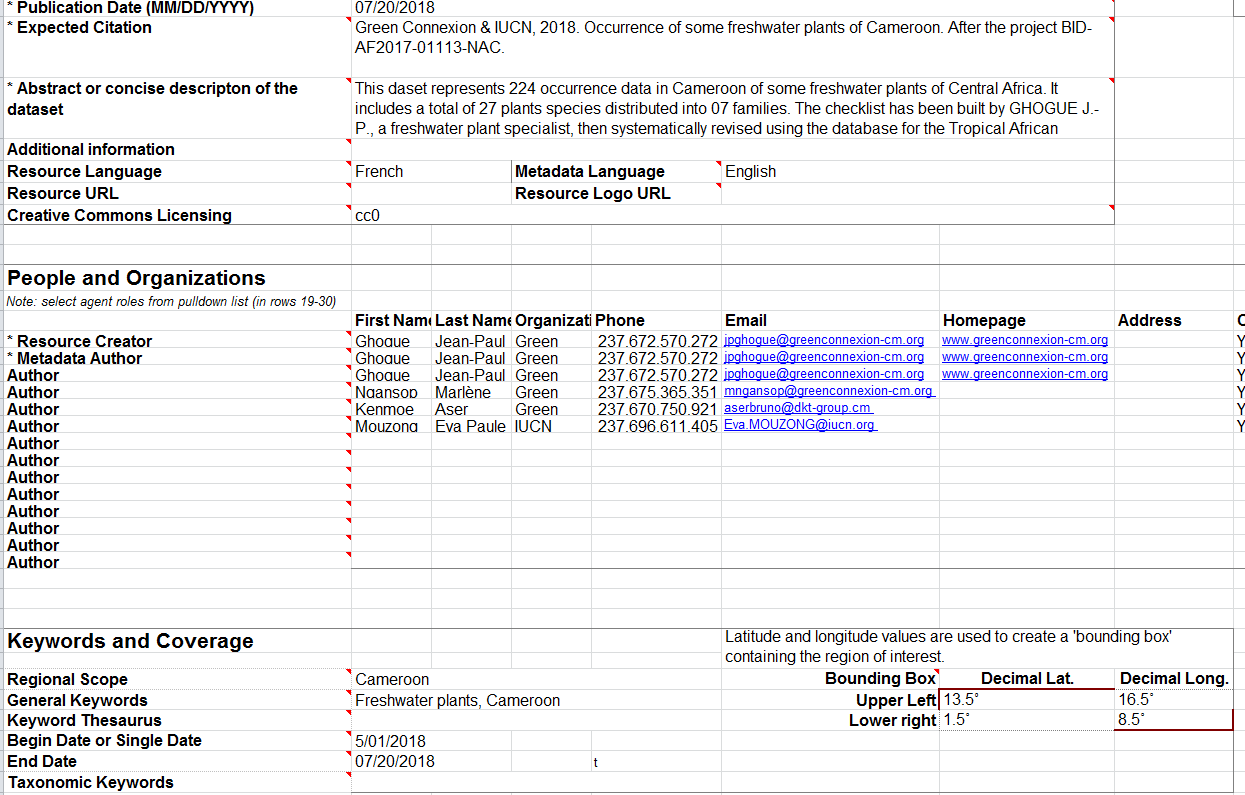 * Publication Date (MM/DD/YYYY) 07/20/2018
* Expected Citation Green Connexion & IUCN, 2018. Occurrence of some freshwater plants of Cameroon. After the project BID-
AF2017-01113-NAC.
* Abstract or concise descripton of the This daset represents 224 occurrence data in Cameroon of some freshwater plants of Central Africa. It
dataset includes a total of 27 plants species distributed into 07 families. The checklist has been built by GHOGUE J.-
P., a freshwater plant specialist, then systematically revised using the database for the Tropical African
Additional information
Resource Language French Metadata Language English
Resource URL Resource Logo URL
Creative Commons Licensing cc0
People and Organizations
Note: select agent roles from pulldown list (in rows 19-30)
First Name Last Name Organizati Phone Email Homepage Address C
* Resource Creator Ghogue Jean-Paul Green 237.672.570.272 jpghogue@greenconnexion-cm.org www.greenconnexion-cm.org Y
* Metadata Author Ghogue Jean-Paul Green 237.672.570.272 jpghogue@greenconnexion-cm.org www.greenconnexion-cm.org Y
Author Ghogue Jean-Paul Green 237.672.570.272 jpghogue@greenconnexion-cm.org www.greenconnexion-cm.org Y
Author Ngansop Marlène Green 237.675.365.351 mngansop@greenconnexion-cm.org Y
Author Kenmoe Aser Green 237.670.750.921 aserbruno@dkt-group.cm Y
Author Mouzong Eva Paule IUCN 237.696.611.405 Eva.MOUZONG@iucn.org Y
Author
Author
Author
Author
Author
Author
Author
Author
Keywords and Coverage Latitude and longitude values are used to create a 'bounding box'
containing the region of interest.
Regional Scope Cameroon Bounding Box Decimal Lat. Decimal Long.
General Keywords Freshwater plants, Cameroon Upper Left 13.5° 16.5°
Keyword Thesaurus Lower right 1.5° 8.5°
Begin Date or Single Date 5/01/2018
End Date 07/20/2018 t
Taxonomic Keywords